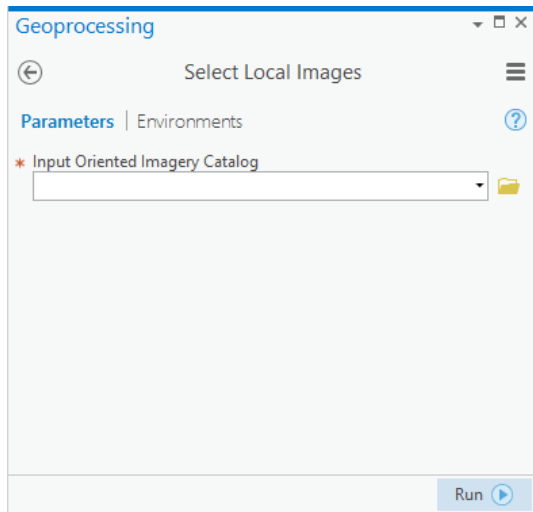 Geoprocessing
Select Local Images
Parameters | Environments
* Input Oriented Imagery Catalog
Run